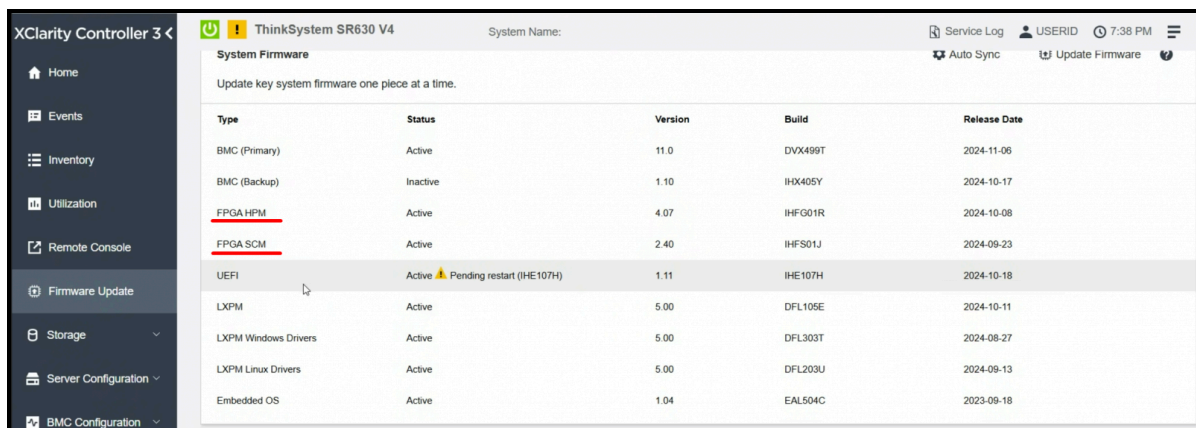 XClarity Controller 3
ThinkSystem SR630 V4
System Name:
Service Log
USERID
7:38 PM
Home
Events
Inventory
Utilization
Remote Console
Firmware Update
Storage
Server Configuration
BMC Configuration
System Firmware
Auto Sync
Update Firmware
Update key system firmware one piece at a time.
Type Status Version Build Release Date
BMC (Primary) Active 11.0 DVX499T 2024-11-06
BMC (Backup) Inactive 1.10 IHX405Y 2024-10-17
FPGA HPM Active 4.07 IHFG01R 2024-10-08
FPGA SCM Active 2.40 IHFS01J 2024-09-23
UEFI Active Pending restart (IHE107H) 1.11 IHE107H 2024-10-18
LXPM Active 5.00 DFL105E 2024-10-11
LXPM Windows Drivers Active 5.00 DFL303T 2024-08-27
LXPM Linux Drivers Active 5.00 DFL203U 2024-09-13
Embedded OS Active 1.04 EAL504C 2023-09-18